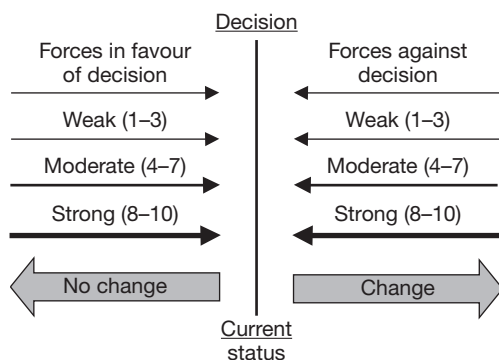 Decision
Forces in favour
of decision
Forces against
decision
Weak (1–3)
Weak (1–3)
Moderate (4–7)
Moderate (4–7)
Strong (8–10)
Strong (8–10)
No change
Change
Current
status